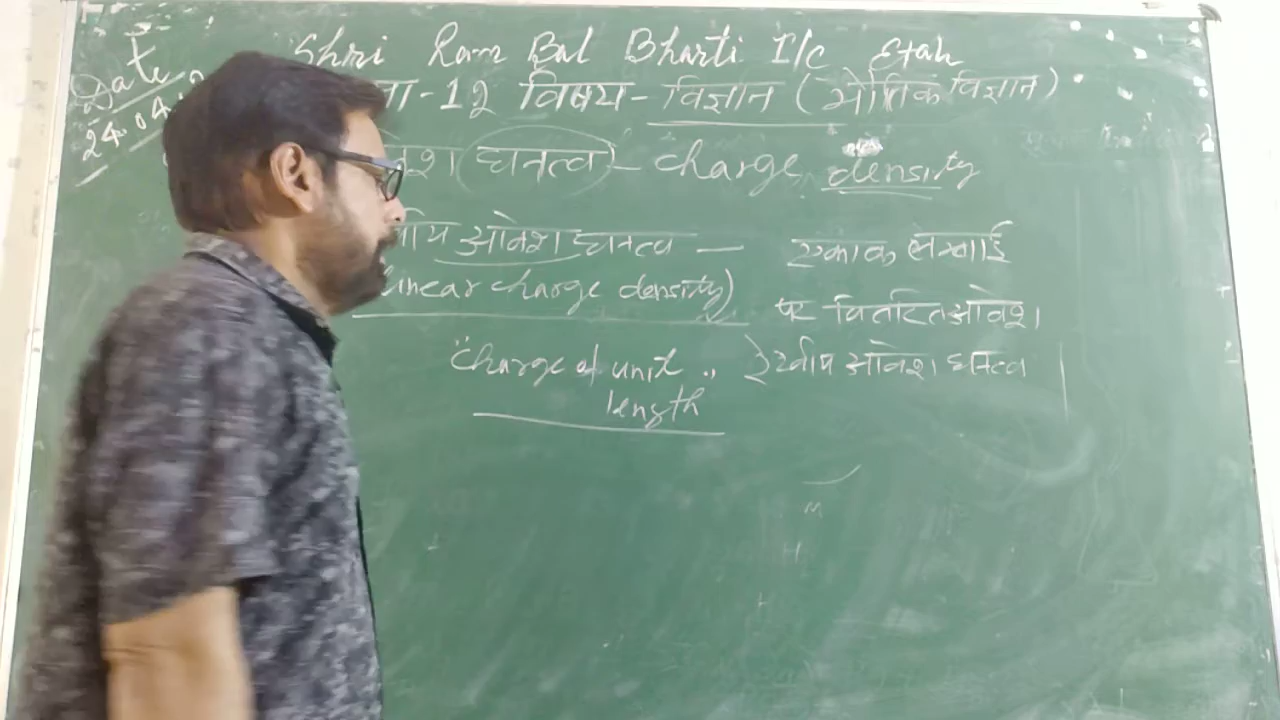 Date
24.04
Shri Ram Bal Bharti I/c Etah
ा-12 विषय- विज्ञान (भौतिक विज्ञान)
वेश (घनत्व) - charge density
ीय आवेश घनत्व - एकांक लम्बाई
linear charge density) पर वितरित आवेश
"Charge of unit length" रेखीय आवेश घनत्व